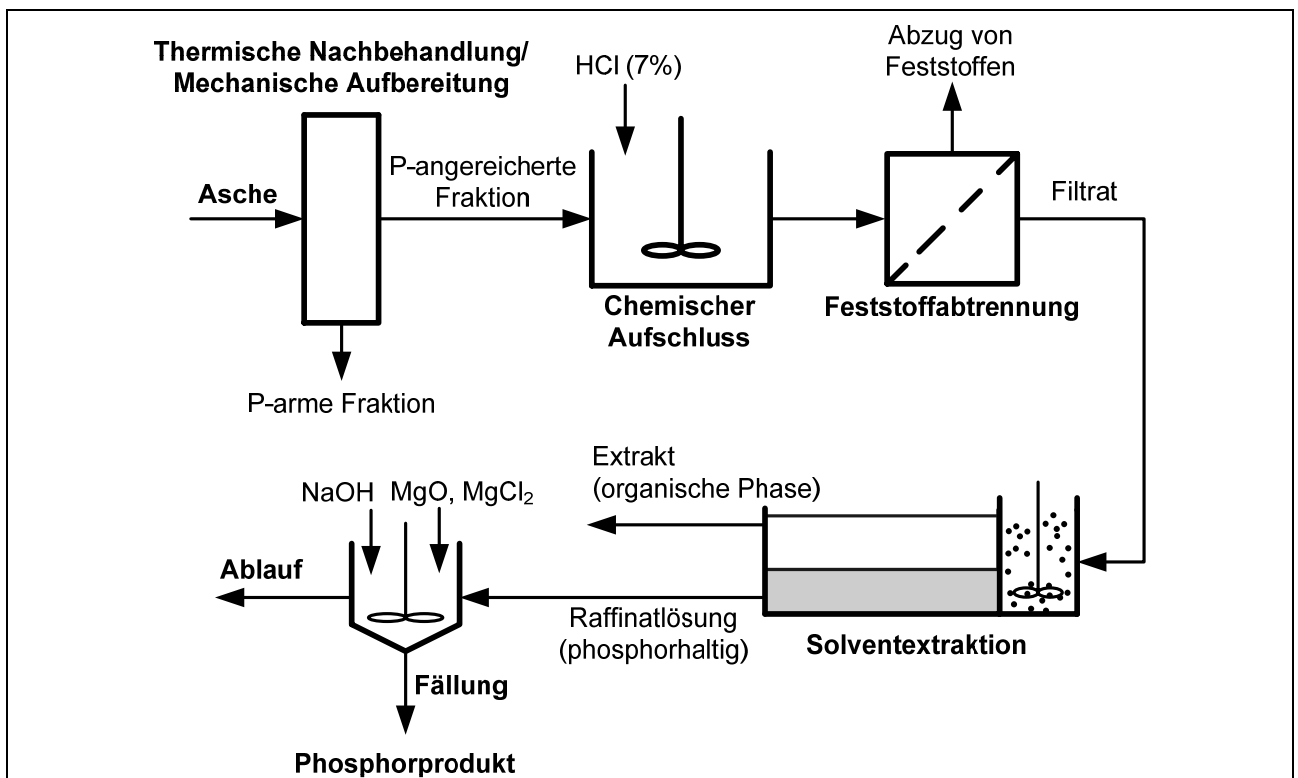 Thermische Nachbehandlung/
Mechanische Aufbereitung
HCl (7%)
Abzug von
Feststoffen
Asche
P-angereicherte
Fraktion
Filtrat
Chemischer
Aufschluss
Feststoffabtrennung
P-arme Fraktion
Extrakt
(organische Phase)
NaOH MgO, MgCl₂
Ablauf
Raffinatlösung
(phosphorhaltig)
Solventextraktion
Fällung
Phosphorprodukt